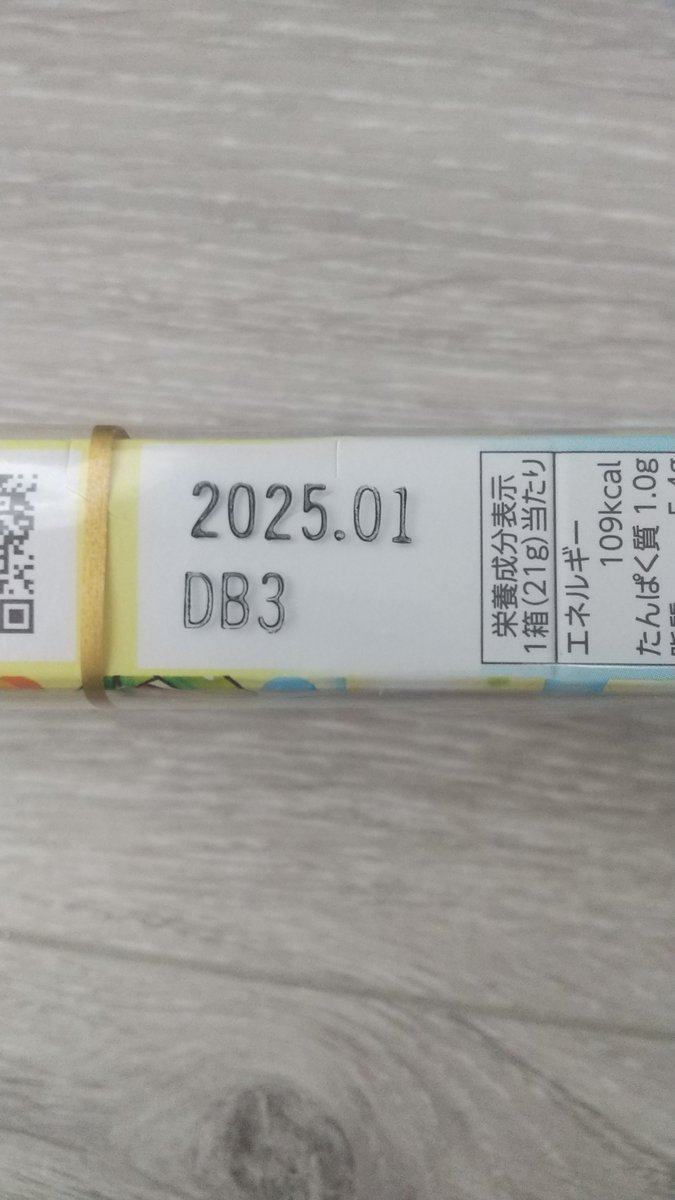 2025.01
DB3
栄養成分表示
1箱(21g)当たり
エネルギー
109kcal
たんぱく質 1.0g